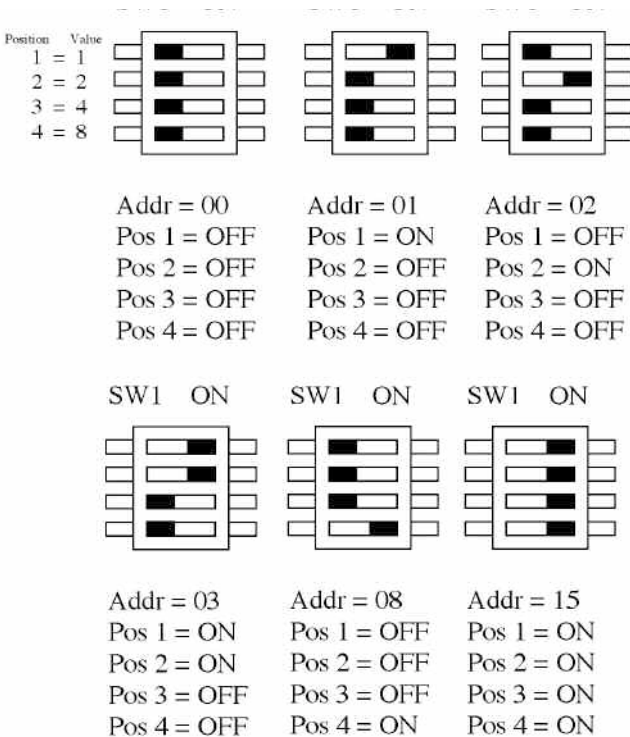 Position Value
1 = 1
2 = 2
3 = 4
4 = 8
Addr = 00 Addr = 01 Addr = 02
Pos 1 = OFF Pos 1 = ON Pos 1 = OFF
Pos 2 = OFF Pos 2 = OFF Pos 2 = ON
Pos 3 = OFF Pos 3 = OFF Pos 3 = OFF
Pos 4 = OFF Pos 4 = OFF Pos 4 = OFF
SW1 ON SW1 ON SW1 ON
Addr = 03 Addr = 08 Addr = 15
Pos 1 = ON Pos 1 = OFF Pos 1 = ON
Pos 2 = ON Pos 2 = OFF Pos 2 = ON
Pos 3 = OFF Pos 3 = OFF Pos 3 = ON
Pos 4 = OFF Pos 4 = ON Pos 4 = ON